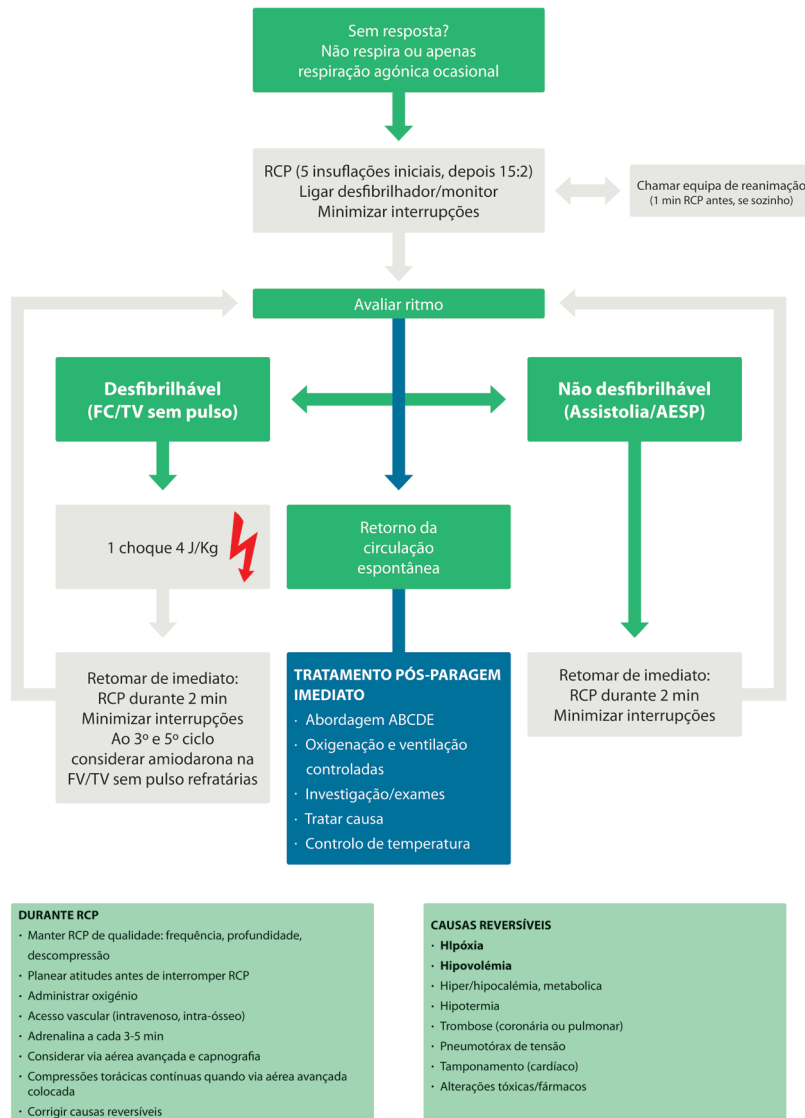 Sem resposta?
Não respira ou apenas
respiração agónica ocasional
RCP (5 insuflações iniciais, depois 15:2)
Ligar desfibrilhador/monitor
Minimizar interrupções
Chamar equipa de reanimação
(1 min RCP antes, se sozinho)
Avaliar ritmo
Desfibrilhável
(FC/TV sem pulso)
Não desfibrilhável
(Assistolia/AESP)
1 choque 4 J/Kg
Retorno da
circulação
espontânea
Retomar de imediato:
RCP durante 2 min
Minimizar interrupções
Ao 3º e 5º ciclo
considerar amiodarona na
FV/TV sem pulso refratárias
TRATAMENTO PÓS-PARAGEM
IMEDIATO
· Abordagem ABCDE
· Oxigenação e ventilação
controladas
· Investigação/exames
· Tratar causa
· Controlo de temperatura
Retomar de imediato:
RCP durante 2 min
Minimizar interrupções
DURANTE RCP
· Manter RCP de qualidade: frequência, profundidade,
descompressão
· Planear atitudes antes de interromper RCP
· Administrar oxigénio
· Acesso vascular (intravenoso, intra-ósseo)
· Adrenalina a cada 3-5 min
· Considerar via aérea avançada e capnografia
· Compressões torácicas contínuas quando via aérea avançada
colocada
· Corrigir causas reversíveis
CAUSAS REVERSÍVEIS
· HIpóxia
· Hipovolémia
· Hiper/hipocalémia, metabolica
· Hipotermia
· Trombose (coronária ou pulmonar)
· Pneumotórax de tensão
· Tamponamento (cardíaco)
· Alterações tóxicas/fármacos